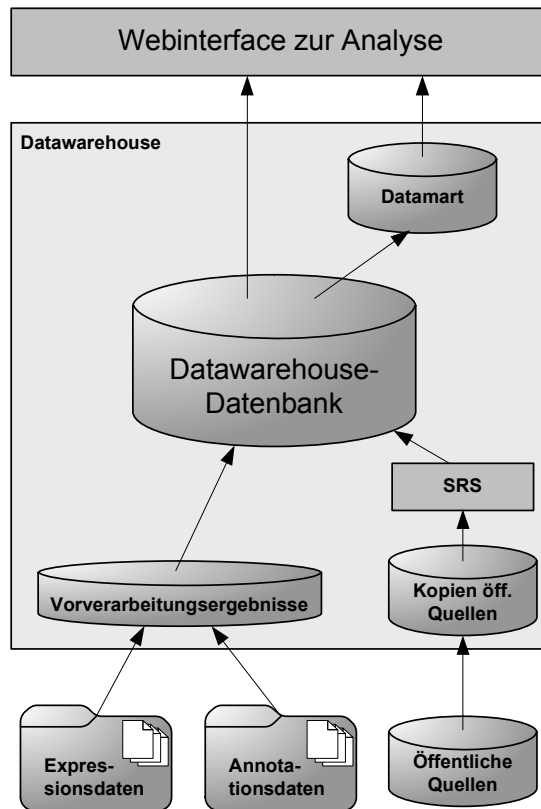 Webinterface zur Analyse
Datawarehouse
Datamart
Datawarehouse-
Datenbank
SRS
Vorverarbeitungsergebnisse
Kopien öff.
Quellen
Expres-
sionsdaten
Annota-
tionsdaten
Öffentliche
Quellen